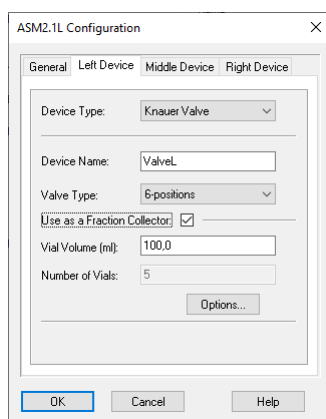 ASM2.1L Configuration
General Left Device Middle Device Right Device
Device Type: Knauer Valve
Device Name: ValveL
Valve Type: 6-positions
Use as a Fraction Collector:
Vial Volume (ml): 100,0
Number of Vials: 5
Options...
OK Cancel Help